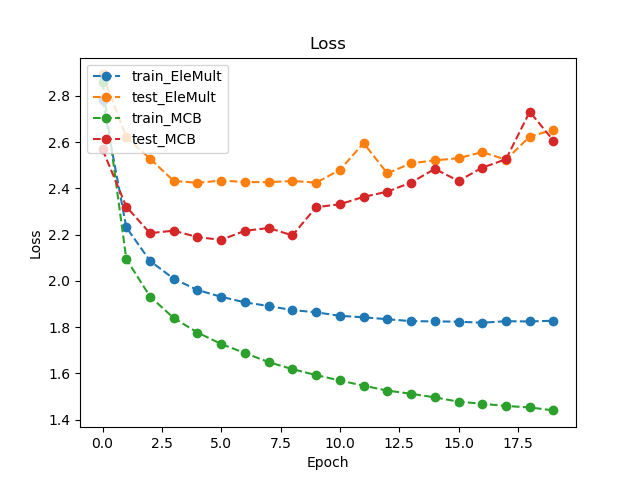 Loss
train_EleMult
test_EleMult
train_MCB
test_MCB
Loss
2.8
2.6
2.4
2.2
2.0
1.8
1.6
1.4
0.0 2.5 5.0 7.5 10.0 12.5 15.0 17.5
Epoch